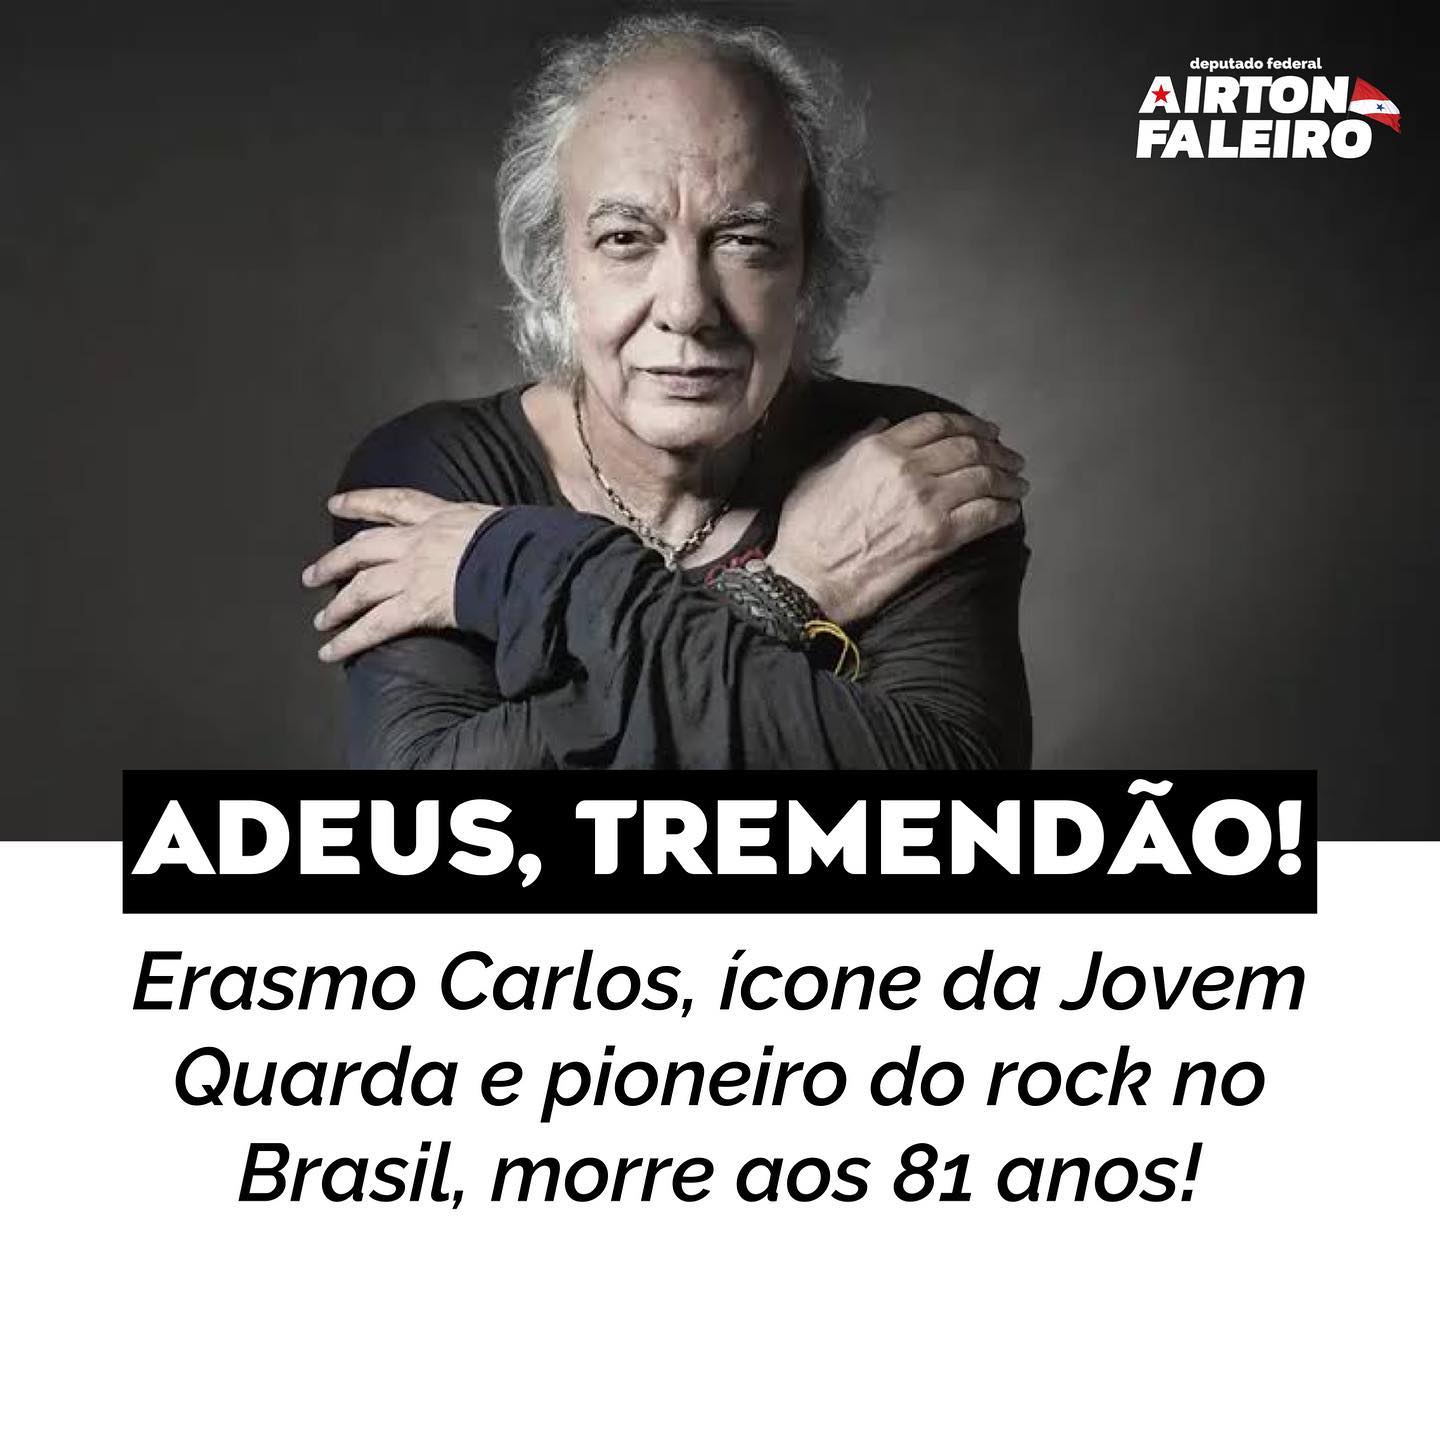 deputado federal
AIRTON
FALEIRO
ADEUS, TREMENDÃO!
Erasmo Carlos, ícone da Jovem
Quarda e pioneiro do rock no
Brasil, morre aos 81 anos!